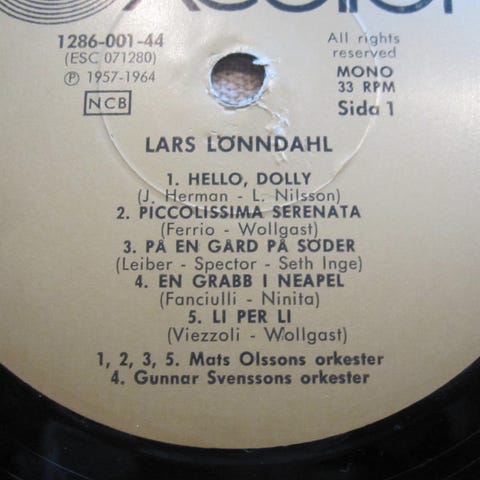 1286-001-44
(ESC 071280)
Ⓟ 1957-1964
NCB
All rights
reserved
MONO
33 RPM
Sida 1
LARS LÖNNDAHL
1. HELLO, DOLLY
(J. Herman - L. Nilsson)
2. PICCOLISSIMA SERENATA
(Ferrio - Wollgast)
3. PÅ EN GÅRD PÅ SÖDER
(Leiber - Spector - Seth Inge)
4. EN GRABB I NEAPEL
(Fanciulli - Ninita)
5. LI PER LI
(Viezzoli - Wollgast)
1, 2, 3, 5. Mats Olssons orkester
4. Gunnar Svenssons orkester